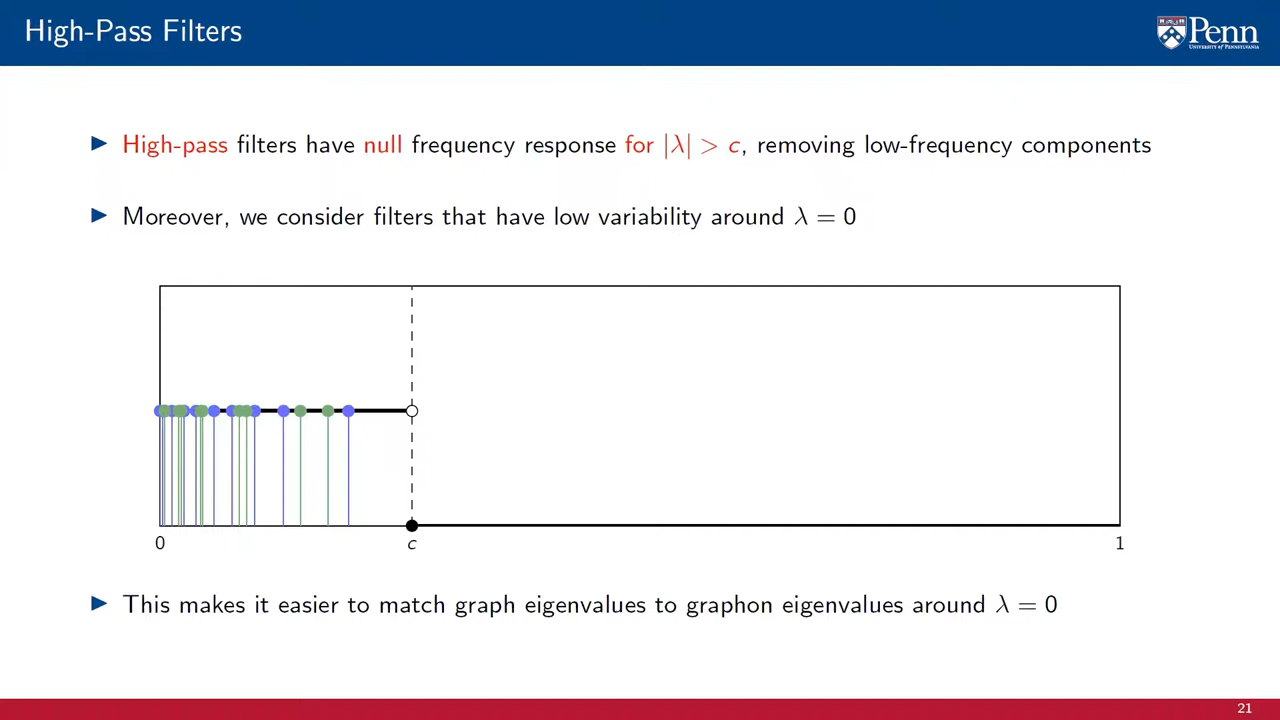 High-Pass Filters
Penn
UNIVERSITY OF PENNSYLVANIA
▶ High-pass filters have null frequency response for |λ| > c, removing low-frequency components
▶ Moreover, we consider filters that have low variability around λ = 0
0 c 1
▶ This makes it easier to match graph eigenvalues to graphon eigenvalues around λ = 0
21